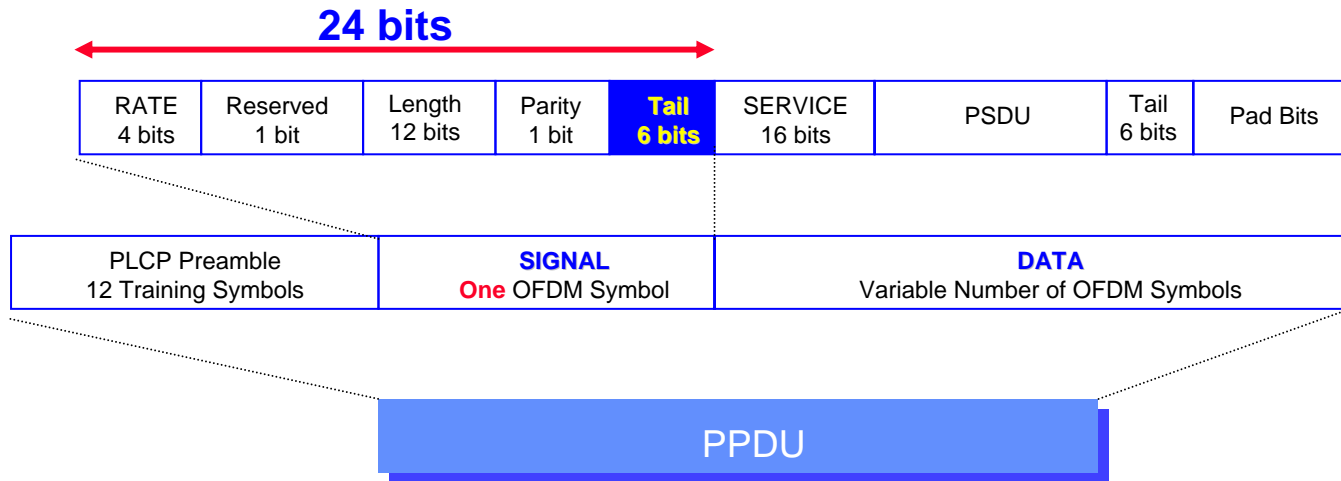 24 bits
RATE
4 bits
Reserved
1 bit
Length
12 bits
Parity
1 bit
Tail
6 bits
SERVICE
16 bits
PSDU
Tail
6 bits
Pad Bits
PLCP Preamble
12 Training Symbols
SIGNAL
One OFDM Symbol
DATA
Variable Number of OFDM Symbols
PPDU